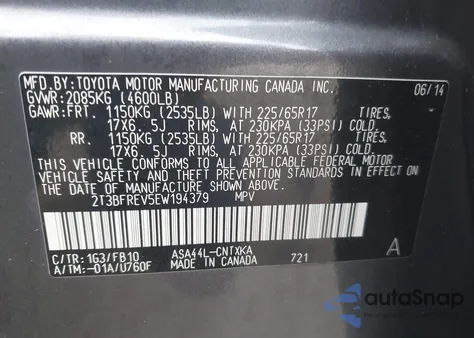 MFD. BY: TOYOTA MOTOR MANUFACTURING CANADA INC. 06/14
GVWR: 2085KG (4600LB)
GAWR: FRT. 1150KG (2535LB) WITH 225/65R17 TIRES,
17X6.5J RIMS, AT 230KPA (33PSI) COLD.
RR. 1150KG (2535LB) WITH 225/65R17 TIRES,
17X6.5J RIMS, AT 230KPA (33PSI) COLD.
THIS VEHICLE CONFORMS TO ALL APPLICABLE FEDERAL MOTOR
VEHICLE SAFETY AND THEFT PREVENTION STANDARDS IN EFFECT
ON THE DATE OF MANUFACTURE SHOWN ABOVE.
2T3BFREV5EW194379 MPV
C/TR: 1G3/FB10 ASA44L-CNTXKA A
A/TM: -01A/U760F MADE IN CANADA 721
autoSnap